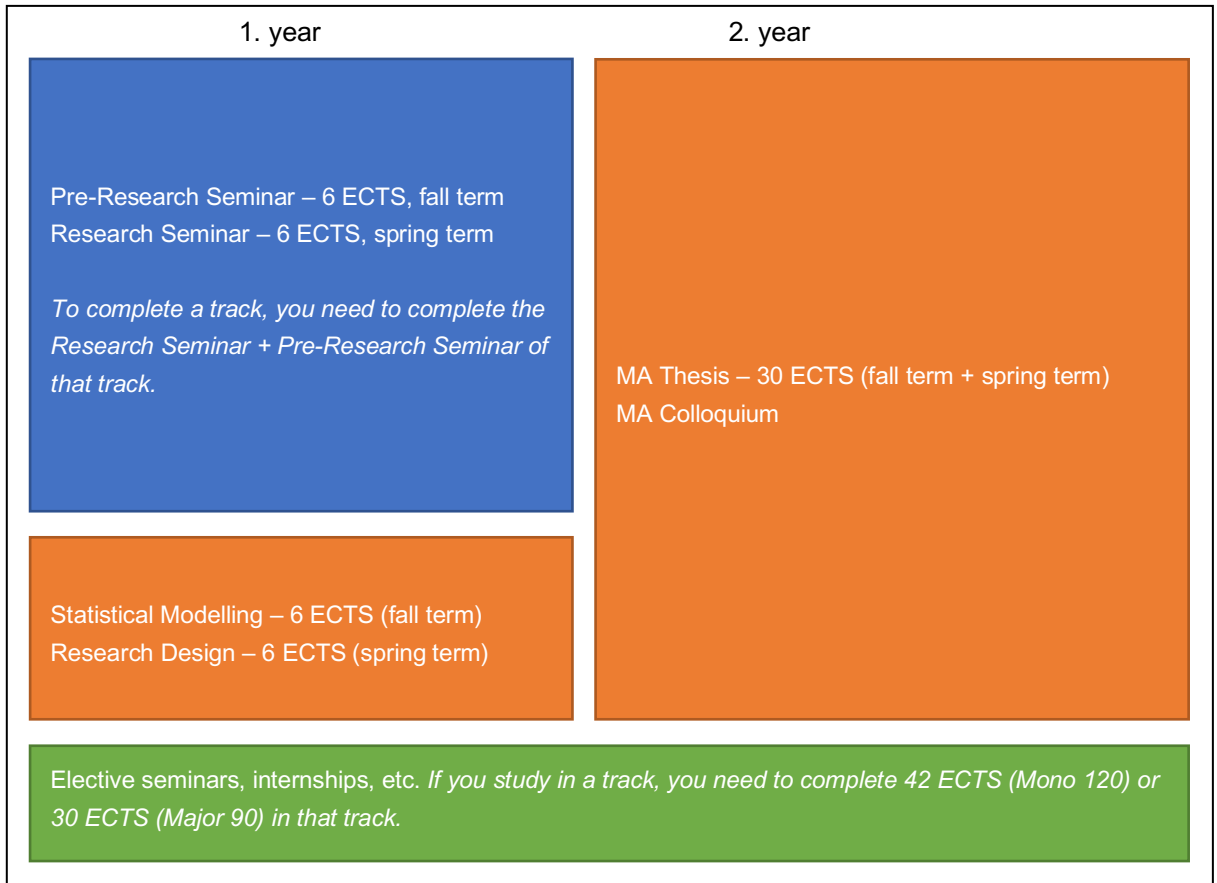 1. year
2. year
Pre-Research Seminar – 6 ECTS, fall term
Research Seminar – 6 ECTS, spring term
To complete a track, you need to complete the
Research Seminar + Pre-Research Seminar of
that track.
MA Thesis – 30 ECTS (fall term + spring term)
MA Colloquium
Statistical Modelling – 6 ECTS (fall term)
Research Design – 6 ECTS (spring term)
Elective seminars, internships, etc. If you study in a track, you need to complete 42 ECTS (Mono 120) or
30 ECTS (Major 90) in that track.